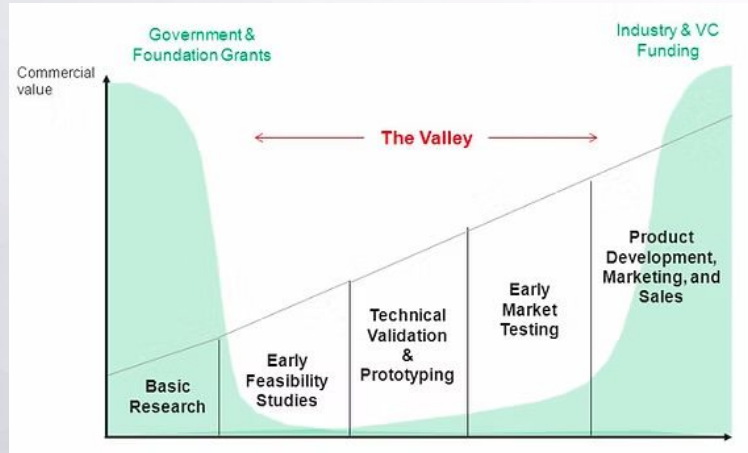 Government &
Foundation Grants
Industry & VC
Funding
Commercial
value
The Valley
Product
Development,
Marketing, and
Sales
Early
Market
Testing
Technical
Validation
&
Prototyping
Early
Feasibility
Studies
Basic
Research